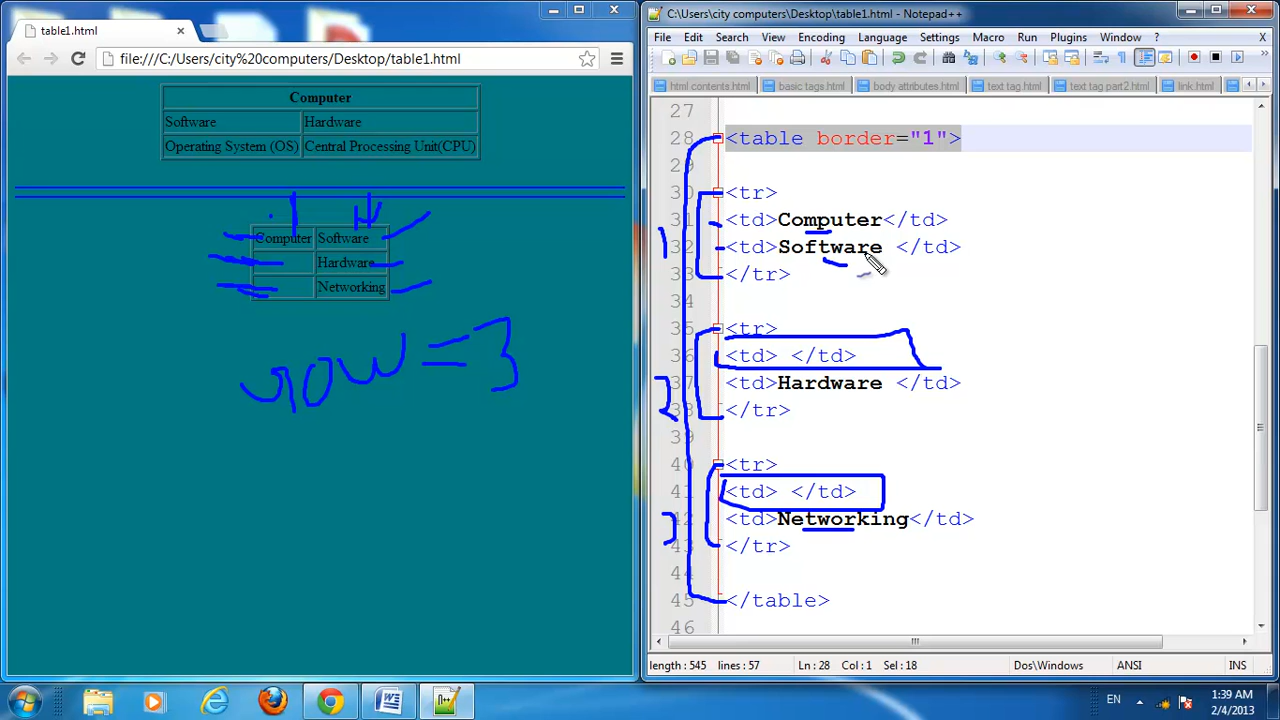 table1.html
file:///C:/Users/city%20computers/Desktop/table1.html
Computer
Software Hardware
Operating System (OS) Central Processing Unit(CPU)
Computer Software
Hardware
Networking
row=3
C:\Users\city computers\Desktop\table1.html - Notepad++
File Edit Search View Encoding Language Settings Macro Run Plugins Window ? X
html contents.html basic tags.html body attributes.html text tag.html text tag part2.html link.html
27
28 <table border="1">
29
30 <tr>
31 <td>Computer</td>
32 <td>Software </td>
33 </tr>
34
35 <tr>
36 <td> </td>
37 <td>Hardware </td>
38 </tr>
39
40 <tr>
41 <td> </td>
42 <td>Networking</td>
43 </tr>
44
45 </table>
46
1
2
3
length : 545 lines : 57 Ln : 28 Col : 1 Sel : 18 Dos\Windows ANSI INS
EN 1:39 AM
2/4/2013